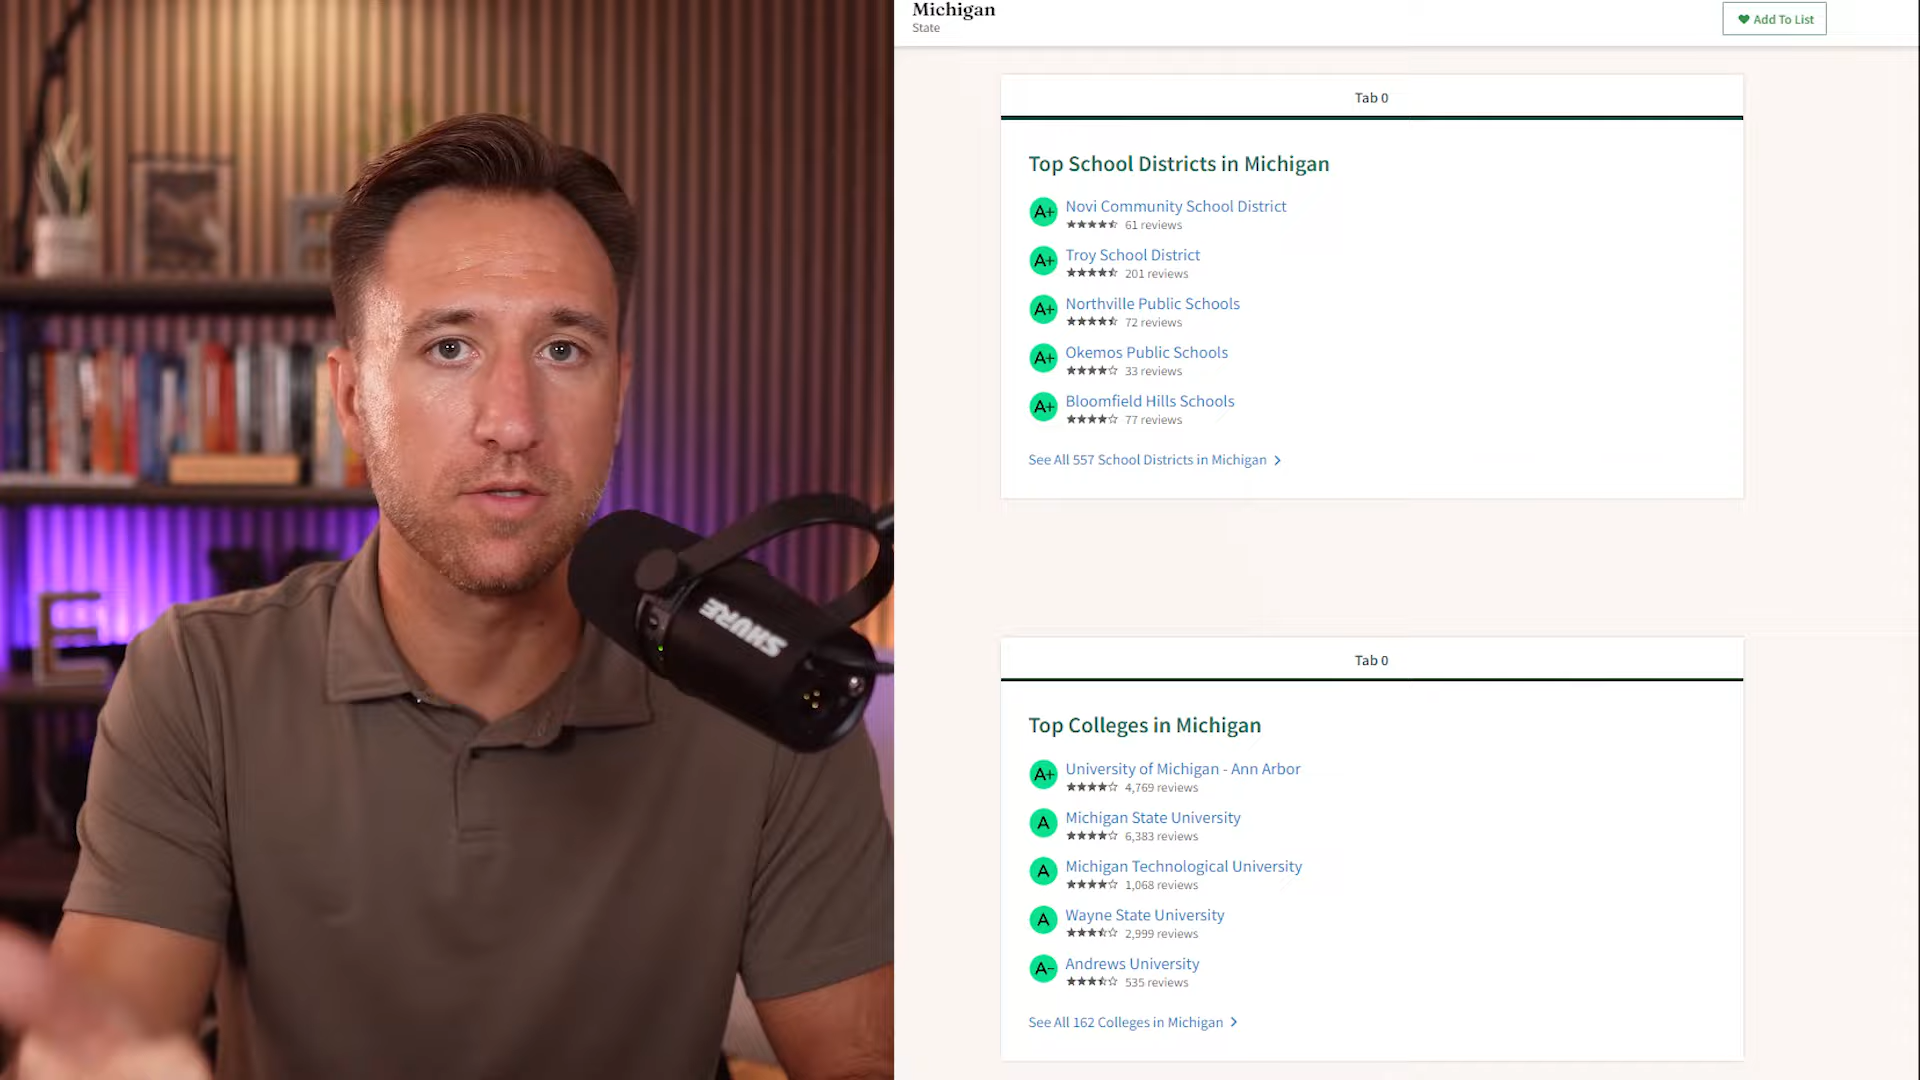 Michigan
State
Add To List
Tab 0
Top School Districts in Michigan
A+ Novi Community School District
61 reviews
A+ Troy School District
201 reviews
A+ Northville Public Schools
72 reviews
A+ Okemos Public Schools
33 reviews
A+ Bloomfield Hills Schools
77 reviews
See All 557 School Districts in Michigan
Tab 0
Top Colleges in Michigan
A+ University of Michigan - Ann Arbor
4,769 reviews
A Michigan State University
6,383 reviews
A Michigan Technological University
1,068 reviews
A Wayne State University
2,999 reviews
A- Andrews University
535 reviews
See All 162 Colleges in Michigan
SHURE
E